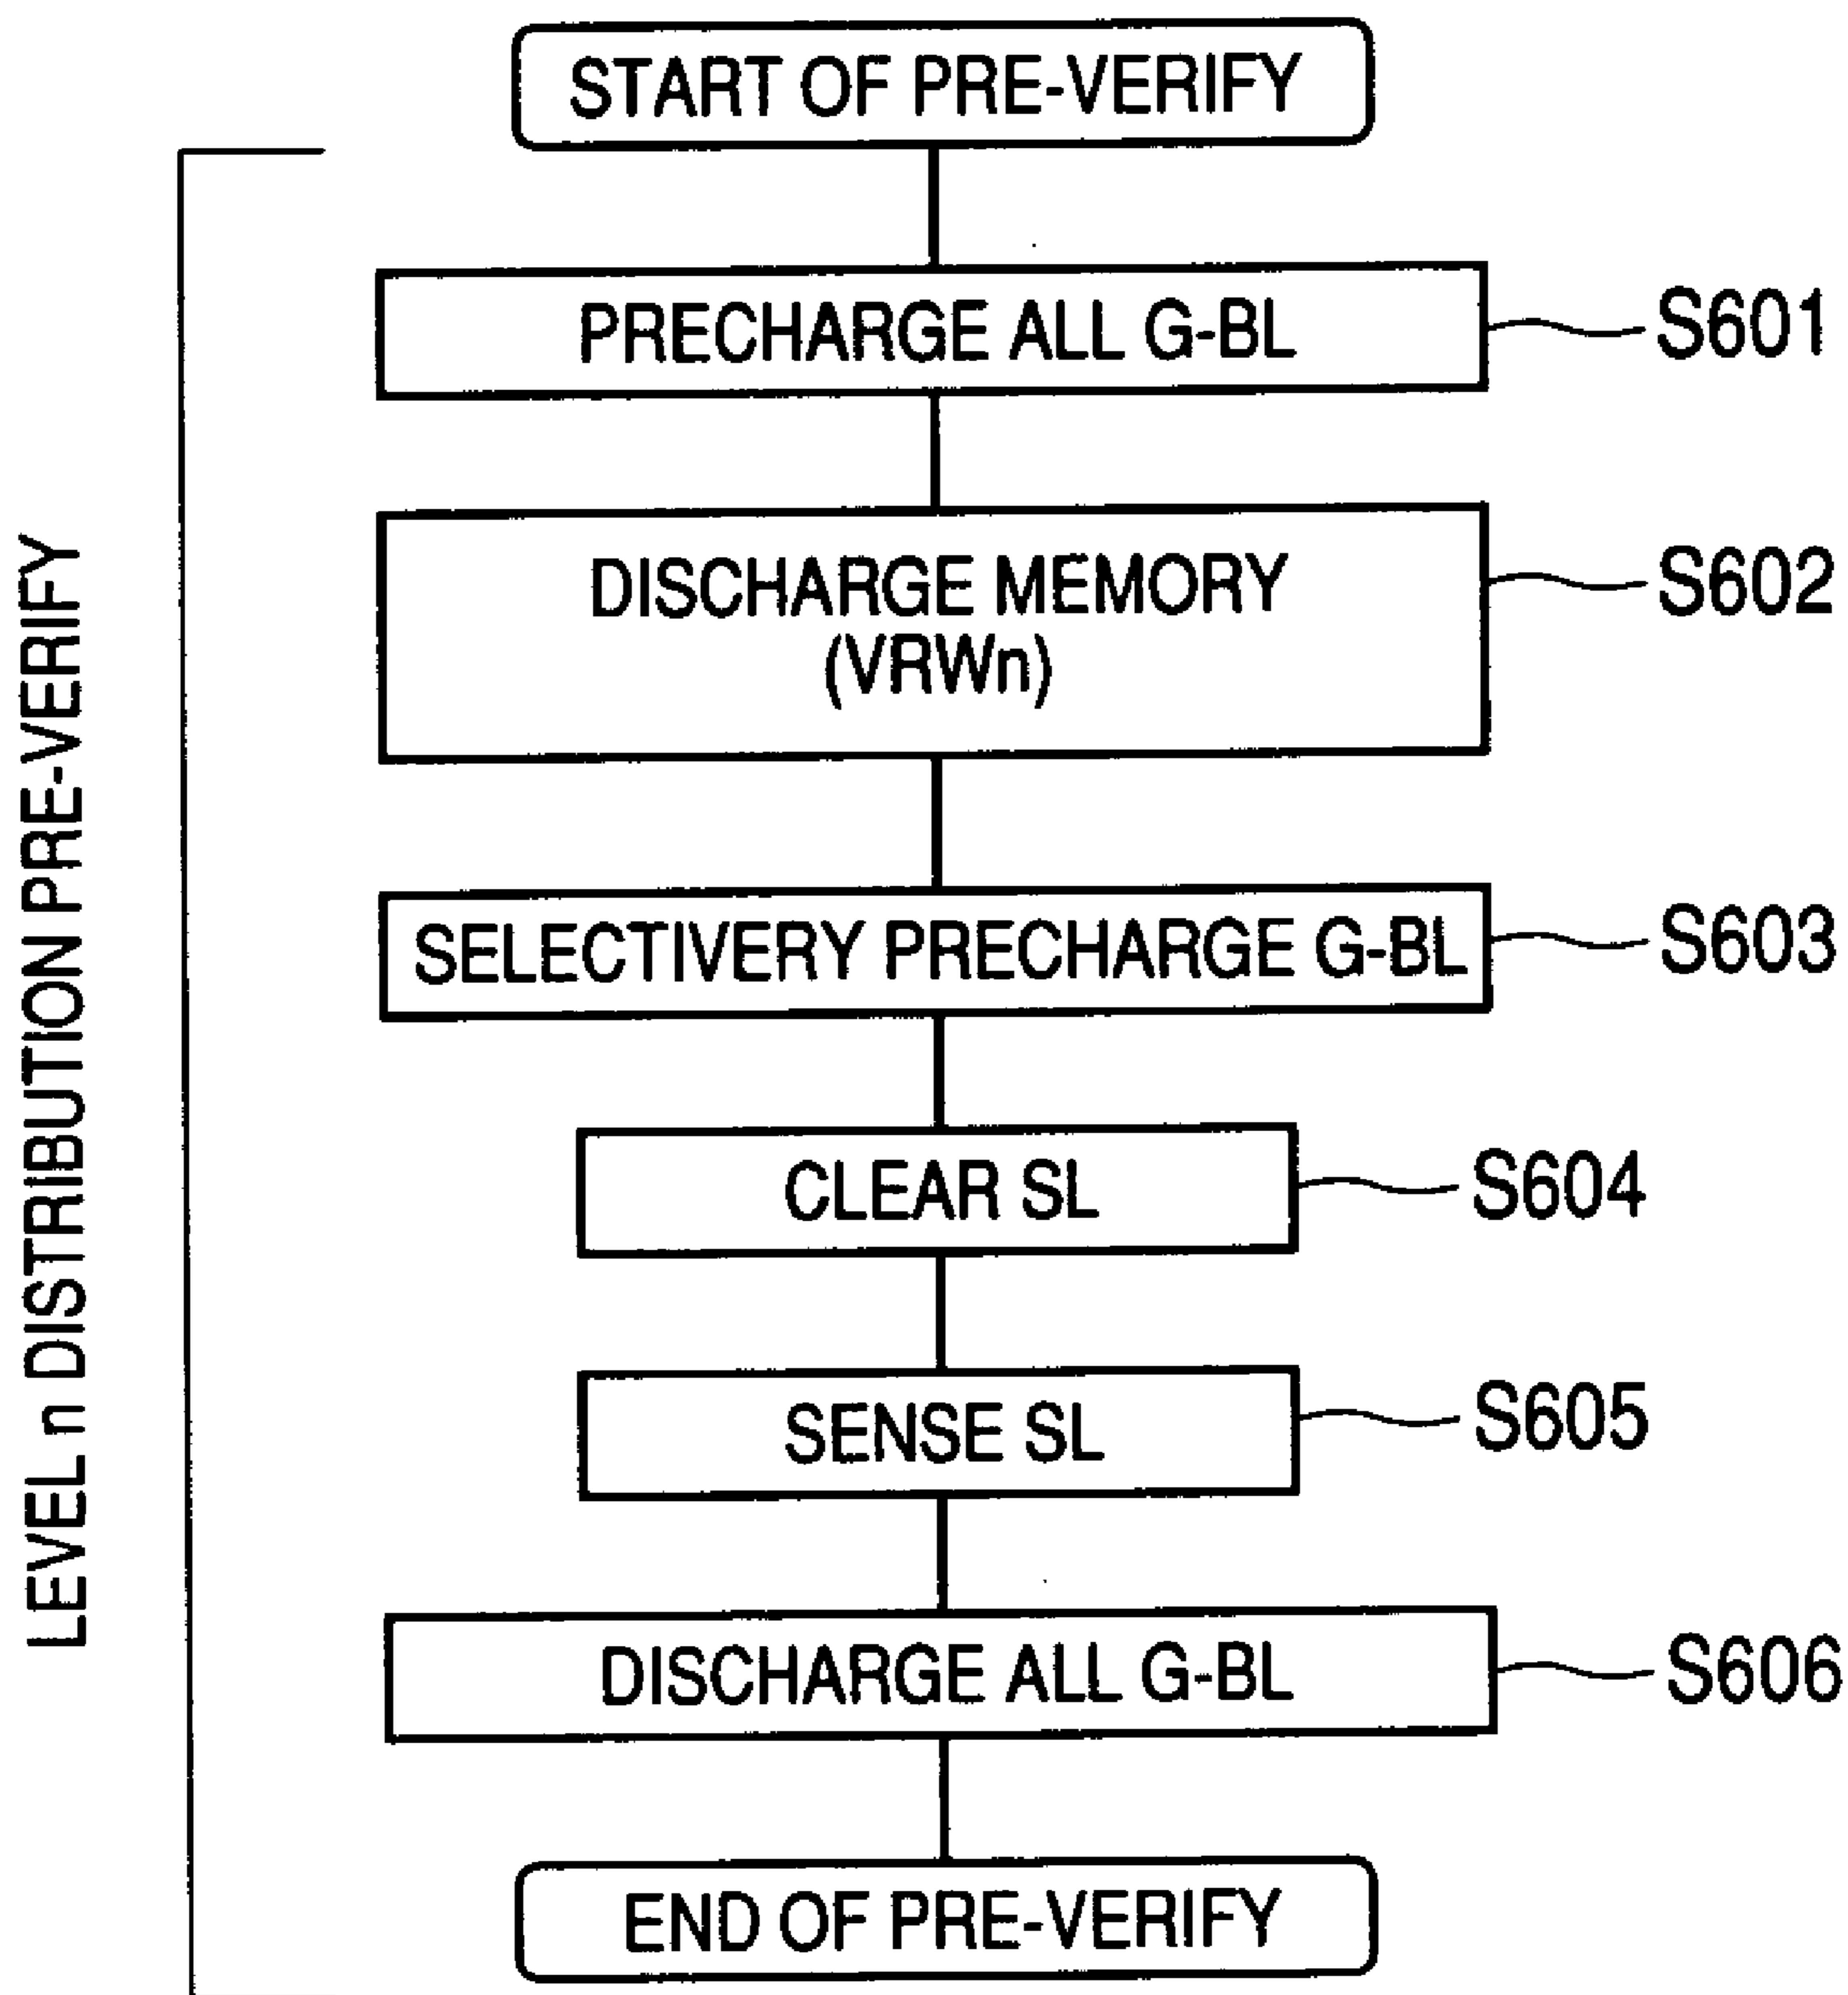 START OF PRE-VERIFY
PRECHARGE ALL G-BL
S601
DISCHARGE MEMORY
(VRWn)
S602
SELECTIVERY PRECHARGE G-BL
S603
CLEAR SL
S604
SENSE SL
S605
DISCHARGE ALL G-BL
S606
END OF PRE-VERIFY
LEVEL n DISTRIBUTION PRE-VERIFY